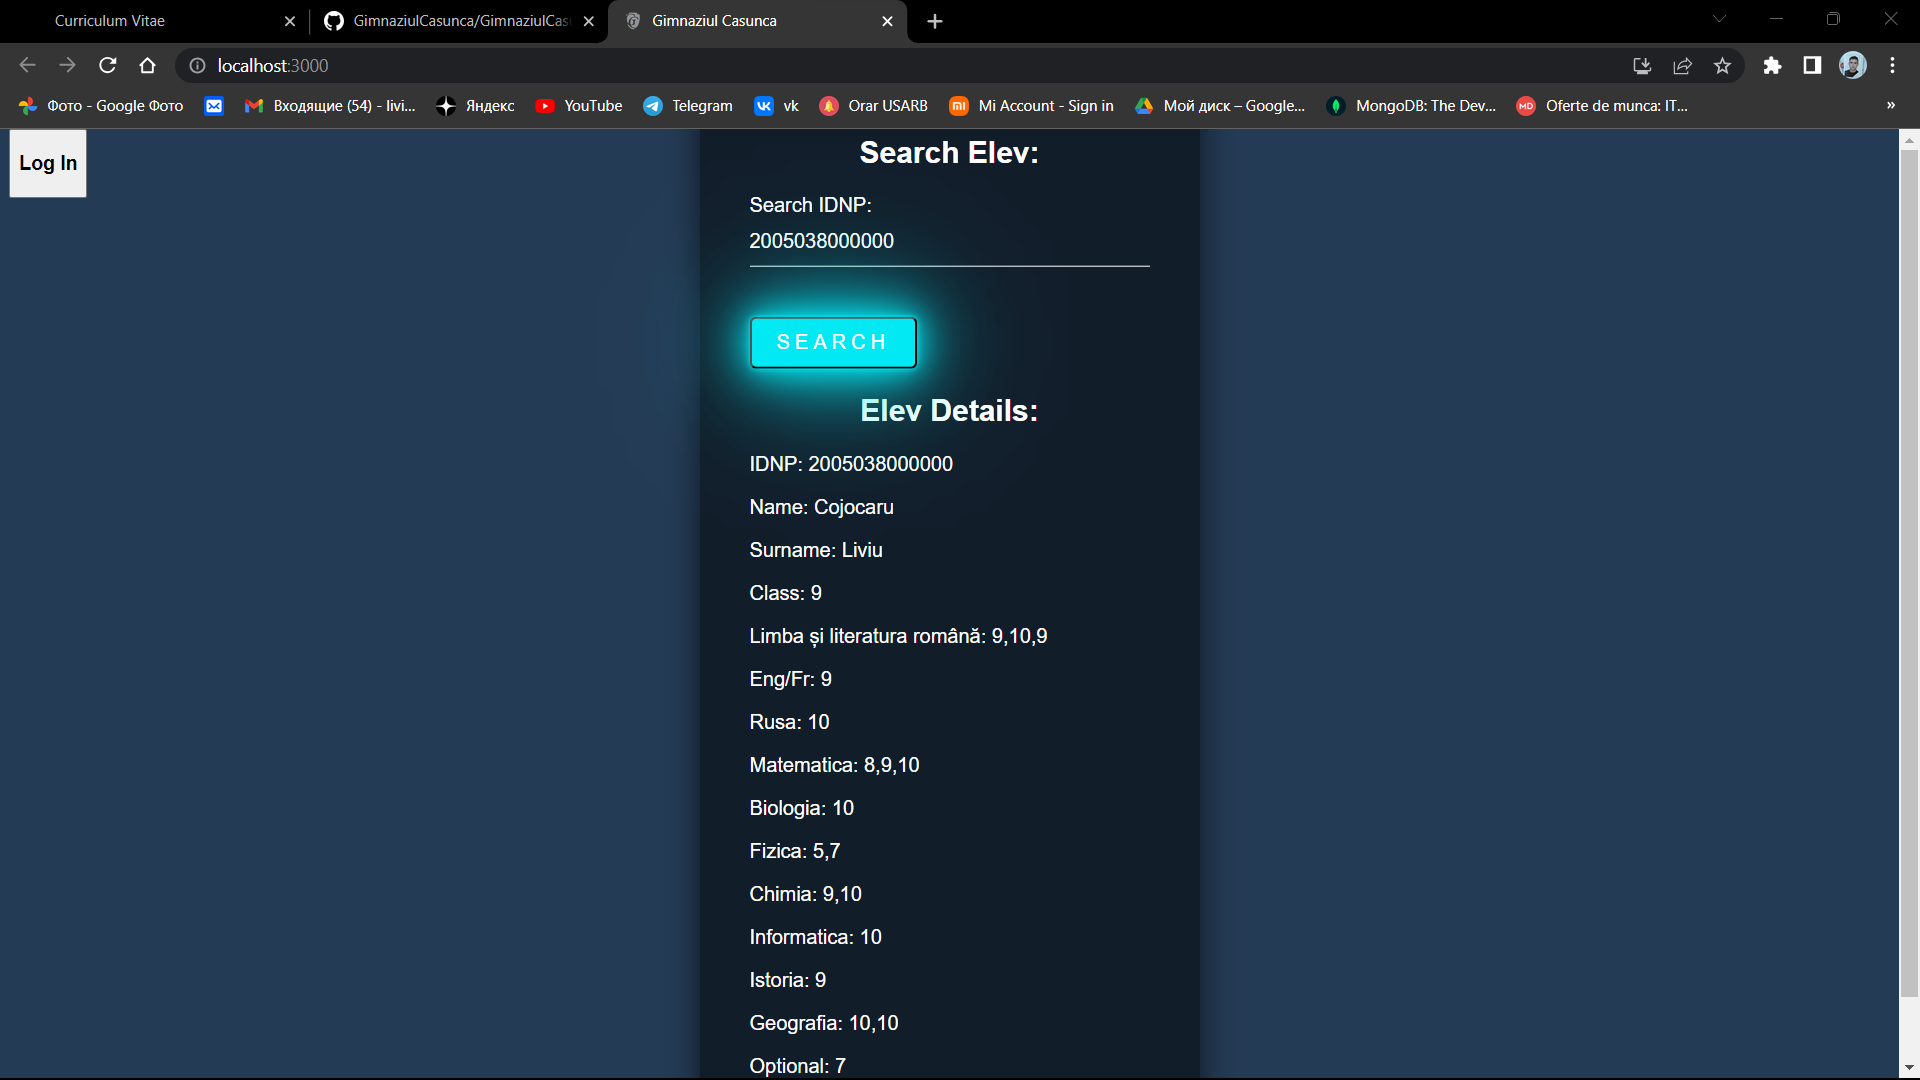 Curriculum Vitae
GimnaziulCasunca/GimnaziulCas
Gimnaziul Casunca
localhost:3000
Фото - Google Фото
Входящие (54) - livi...
Яндекс
YouTube
Telegram
vk
Orar USARB
Mi Account - Sign in
Мой диск – Google...
MongoDB: The Dev...
MD
Oferte de munca: IT...
»
Log In
Search Elev:
Search IDNP:
2005038000000
SEARCH
Elev Details:
IDNP: 2005038000000
Name: Cojocaru
Surname: Liviu
Class: 9
Limba și literatura română: 9,10,9
Eng/Fr: 9
Rusa: 10
Matematica: 8,9,10
Biologia: 10
Fizica: 5,7
Chimia: 9,10
Informatica: 10
Istoria: 9
Geografia: 10,10
Optional: 7